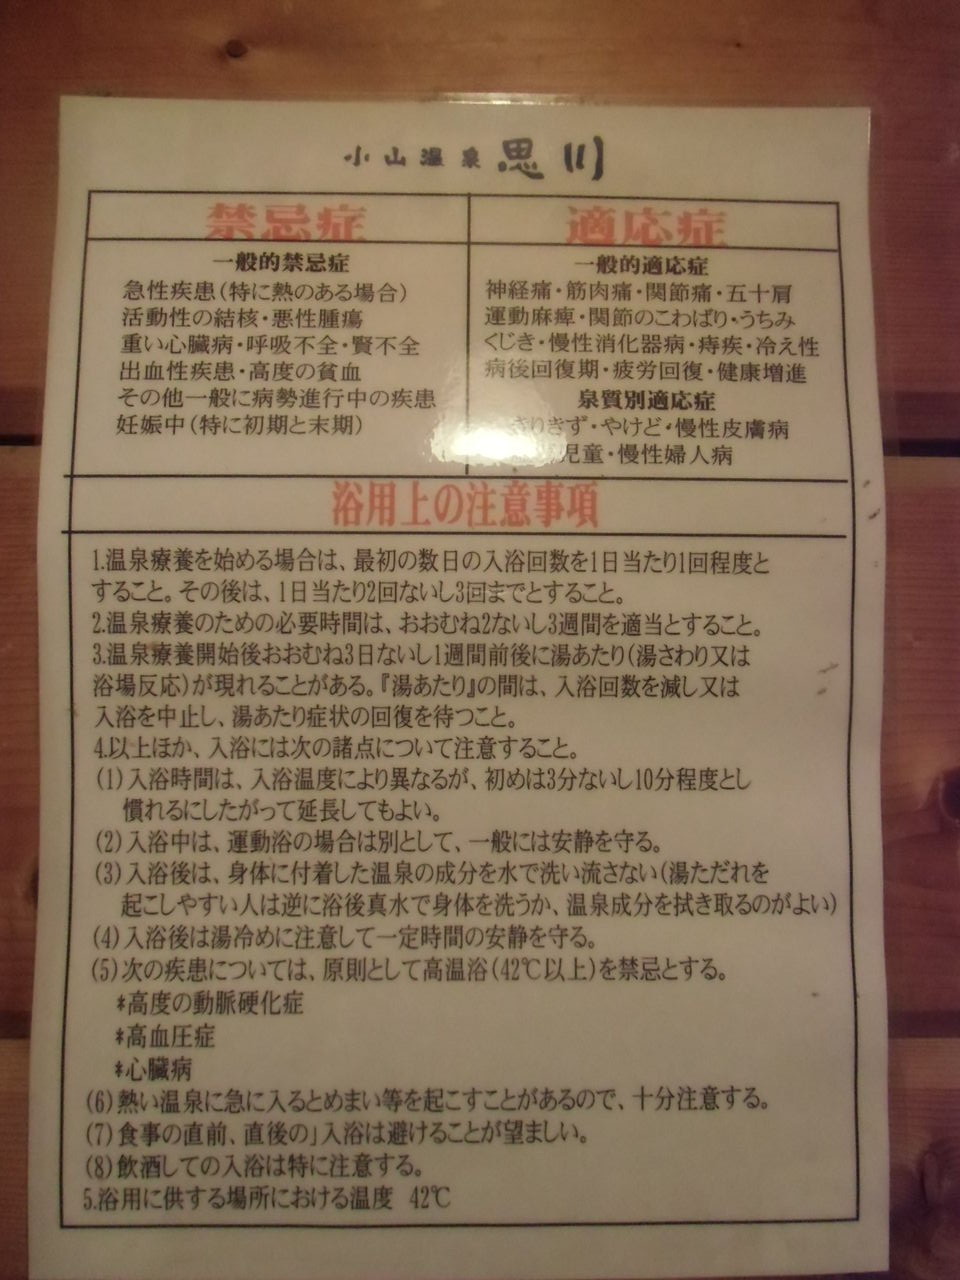 小山温泉 思川
禁忌症
一般的禁忌症
急性疾患(特に熱のある場合)
活動性の結核・悪性腫瘍
重い心臓病・呼吸不全・賢不全
出血性疾患・高度の貧血
その他一般に病勢進行中の疾患
妊娠中(特に初期と末期)
適応症
一般的適応症
神経痛・筋肉痛・関節痛・五十肩
運動麻痺・関節のこわばり・うちみ
くじき・慢性消化器病・痔疾・冷え性
病後回復期・疲労回復・健康増進
泉質別適応症
きりきず・やけど・慢性皮膚病
児童・慢性婦人病
浴用上の注意事項
1.温泉療養を始める場合は、最初の数日の入浴回数を1日当たり1回程度と
すること。その後は、1日当たり2回ないし3回までとすること。
2.温泉療養のための必要時間は、おおむね2ないし3週間を適当とすること。
3.温泉療養開始後おおむね3日ないし1週間前後に湯あたり(湯さわり又は
浴場反応)が現れることがある。『湯あたり』の間は、入浴回数を減し又は
入浴を中止し、湯あたり症状の回復を待つこと。
4.以上ほか、入浴には次の諸点について注意すること。
(1)入浴時間は、入浴温度により異なるが、初めは3分ないし10分程度とし
慣れるにしたがって延長してもよい。
(2)入浴中は、運動浴の場合は別として、一般には安静を守る。
(3)入浴後は、身体に付着した温泉の成分を水で洗い流さない(湯ただれを
起こしやすい人は逆に浴後真水で身体を洗うか、温泉成分を拭き取るのがよい)
(4)入浴後は湯冷めに注意して一定時間の安静を守る。
(5)次の疾患については、原則として高温浴(42℃以上)を禁忌とする。
*高度の動脈硬化症
*高血圧症
*心臓病
(6)熱い温泉に急に入るとめまい等を起こすことがあるので、十分注意する。
(7)食事の直前、直後の」入浴は避けることが望ましい。
(8)飲酒しての入浴は特に注意する。
5.浴用に供する場所における温度 42℃